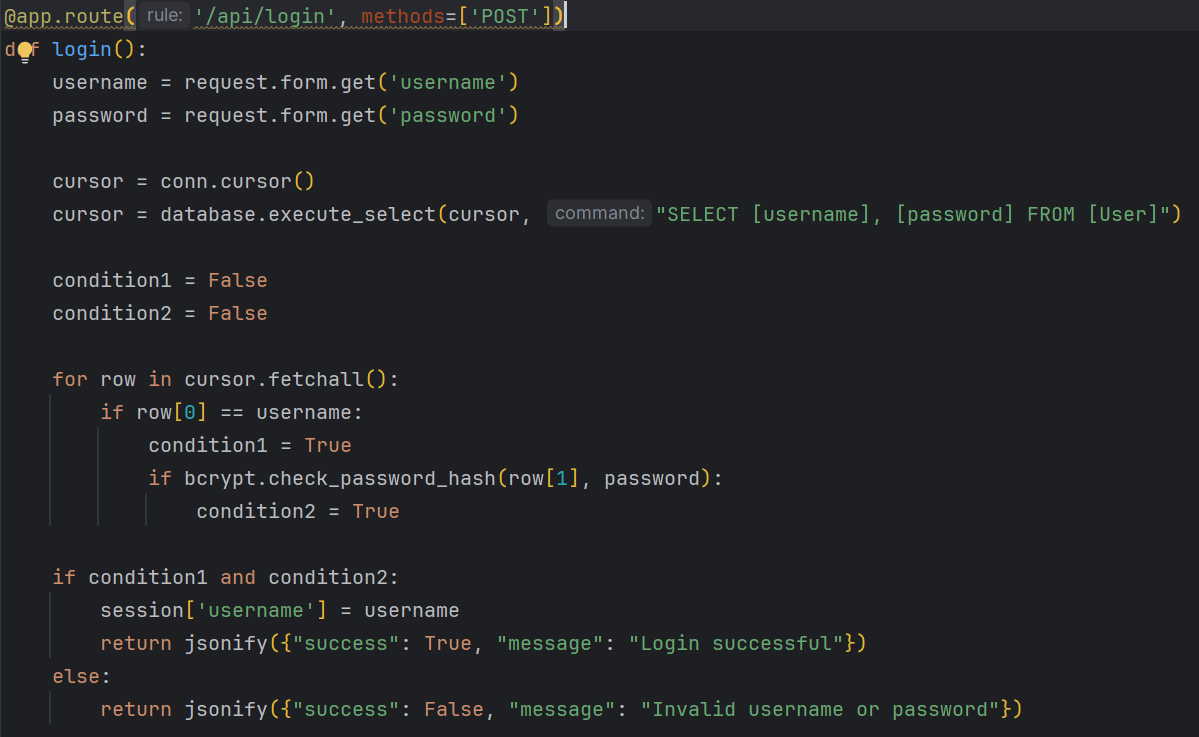 @app.route( rule: '/api/login', methods=['POST'])
def login():
    username = request.form.get('username')
    password = request.form.get('password')
    cursor = conn.cursor()
    cursor = database.execute_select(cursor, command: "SELECT [username], [password] FROM [User]")
    condition1 = False
    condition2 = False
    for row in cursor.fetchall():
        if row[0] == username:
            condition1 = True
            if bcrypt.check_password_hash(row[1], password):
                condition2 = True
    if condition1 and condition2:
        session['username'] = username
        return jsonify({"success": True, "message": "Login successful"})
    else:
        return jsonify({"success": False, "message": "Invalid username or password"})